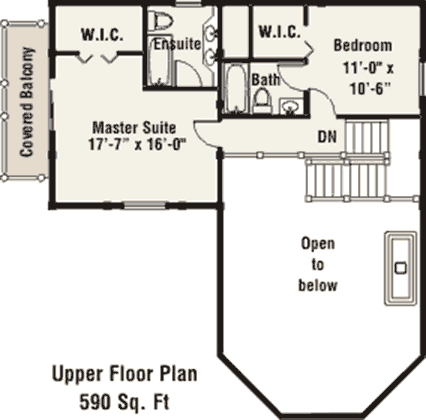 W.I.C.
Ensuite
W.I.C.
Bedroom
11'-0" x
10'-6"
Bath
Covered Balcony
Master Suite
17'-7" x 16'-0"
DN
Open
to
below
Upper Floor Plan
590 Sq. Ft